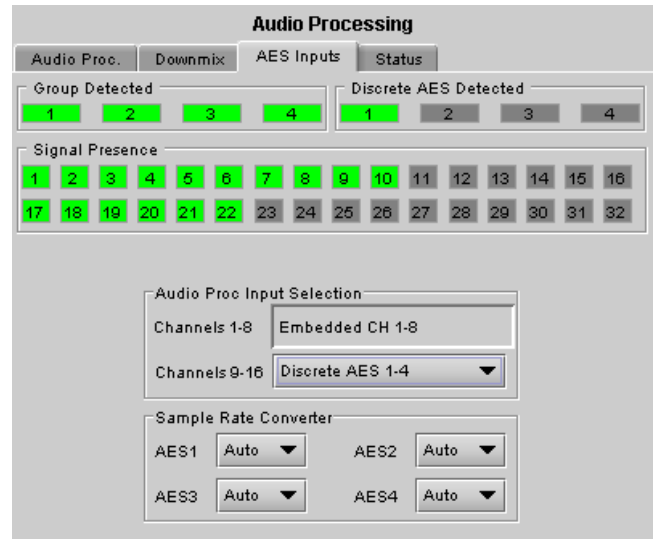 Audio Processing
Audio Proc. Downmix AES Inputs Status
Group Detected Discrete AES Detected
1 2 3 4 1 2 3 4
Signal Presence
1 2 3 4 5 6 7 8 9 10 11 12 13 14 15 16
17 18 19 20 21 22 23 24 25 26 27 28 29 30 31 32
Audio Proc Input Selection
Channels 1-8 Embedded CH 1-8
Channels 9-16 Discrete AES 1-4
Sample Rate Converter
AES1 Auto AES2 Auto
AES3 Auto AES4 Auto